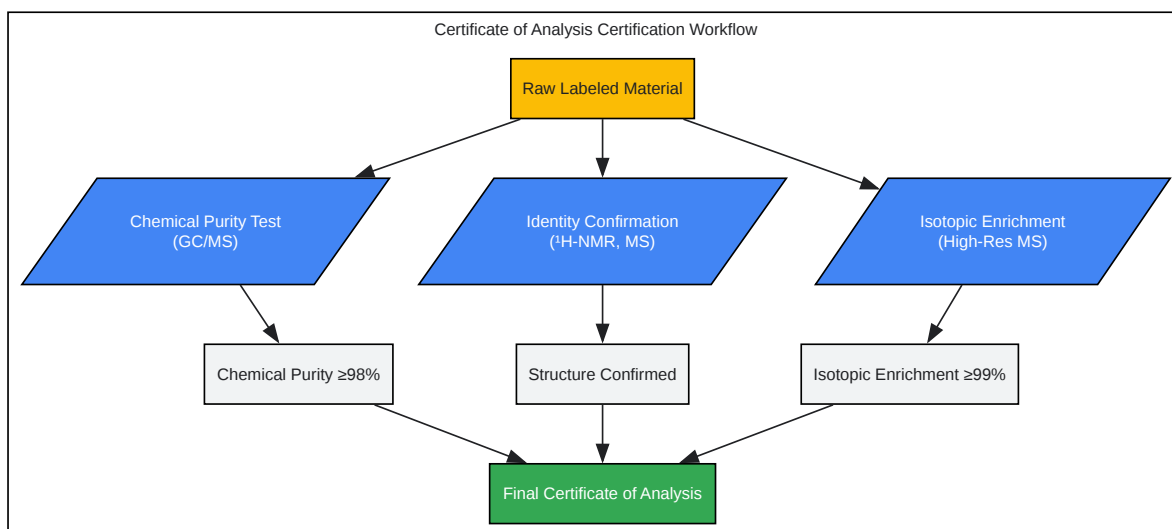 Certificate of Analysis Certification Workflow
Raw Labeled Material
Chemical Purity Test
(GC/MS)
Identity Confirmation
(¹H-NMR, MS)
Isotopic Enrichment
(High-Res MS)
Chemical Purity ≥98%
Structure Confirmed
Isotopic Enrichment ≥99%
Final Certificate of Analysis